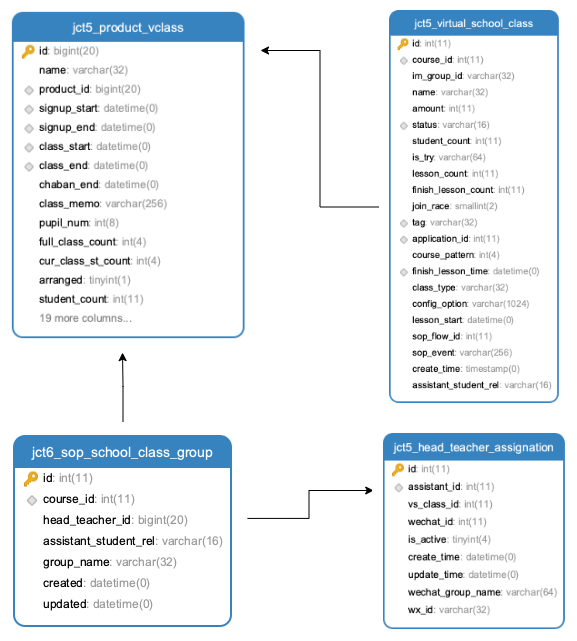 jct5_product_vclass
id: bigint(20)
name: varchar(32)
product_id: bigint(20)
signup_start: datetime(0)
signup_end: datetime(0)
class_start: datetime(0)
class_end: datetime(0)
chaban_end: datetime(0)
class_memo: varchar(256)
pupil_num: int(8)
full_class_count: int(4)
cur_class_st_count: int(4)
arranged: tinyint(1)
student_count: int(11)
19 more columns...
jct5_virtual_school_class
id: int(11)
course_id: int(11)
im_group_id: varchar(32)
name: varchar(32)
amount: int(11)
status: varchar(16)
student_count: int(11)
is_try: varchar(64)
lesson_count: int(11)
finish_lesson_count: int(11)
join_race: smallint(2)
tag: varchar(32)
application_id: int(11)
course_pattern: int(4)
finish_lesson_time: datetime(0)
class_type: varchar(32)
config_option: varchar(1024)
lesson_start: datetime(0)
sop_flow_id: int(11)
sop_event: varchar(256)
create_time: timestamp(0)
assistant_student_rel: varchar(16)
jct6_sop_school_class_group
id: int(11)
course_id: int(11)
head_teacher_id: bigint(20)
assistant_student_rel: varchar(16)
group_name: varchar(32)
created: datetime(0)
updated: datetime(0)
jct5_head_teacher_assignation
id: int(11)
assistant_id: int(11)
vs_class_id: int(11)
wechat_id: int(11)
is_active: tinyint(4)
create_time: datetime(0)
update_time: datetime(0)
wechat_group_name: varchar(64)
wx_id: varchar(32)